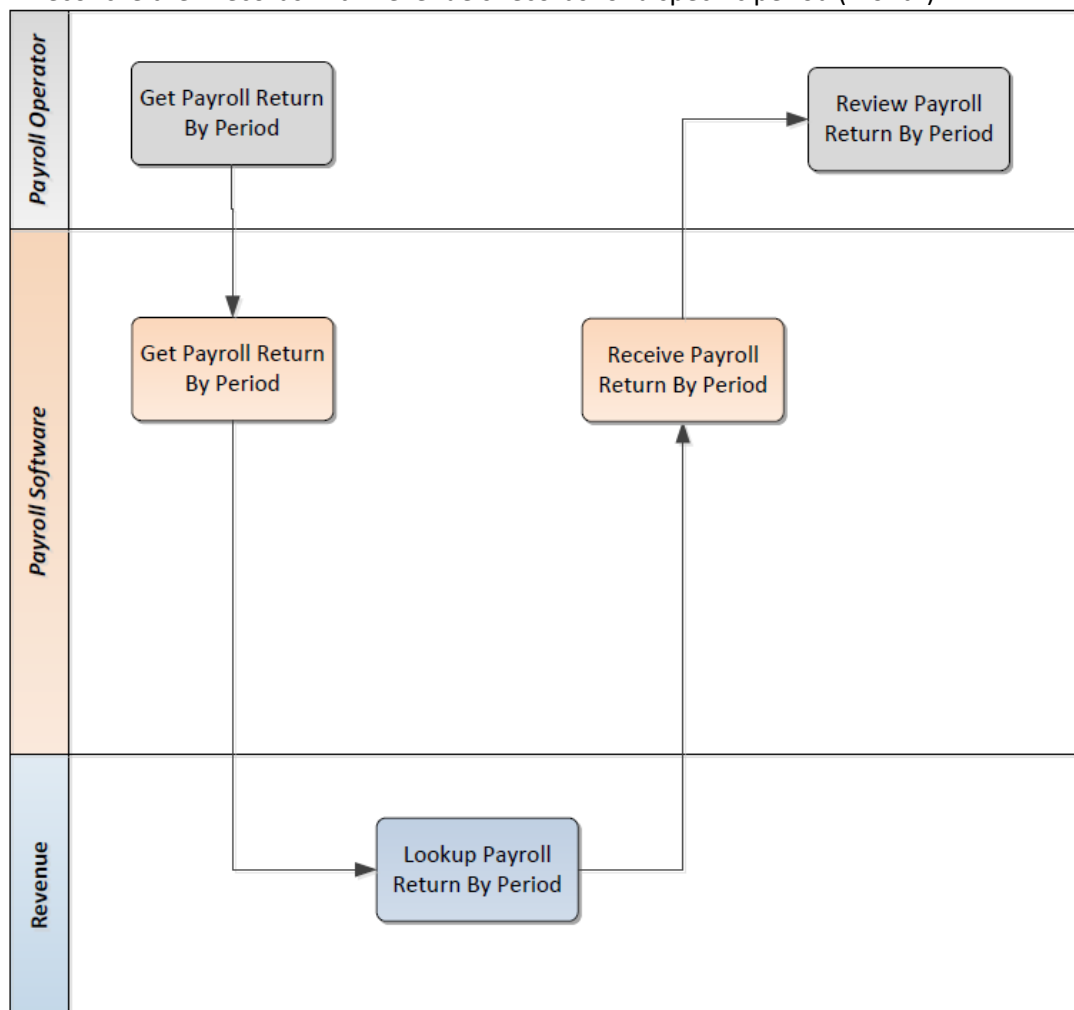 Payroll Operator
Get Payroll Return
By Period
Review Payroll
Return By Period
Payroll Software
Get Payroll Return
By Period
Receive Payroll
Return By Period
Revenue
Lookup Payroll
Return By Period